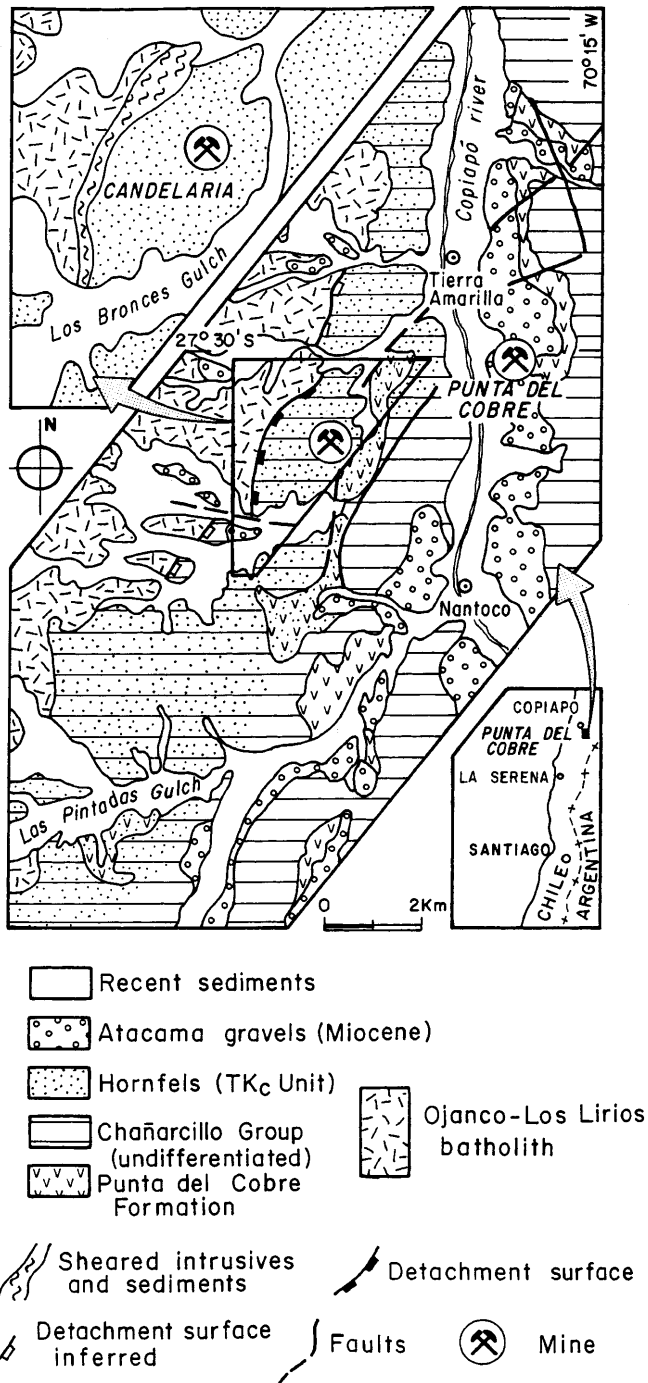 70° 15' W
Copiapó river
CANDELARIA
Los Bronces Gulch
Tierra
Amarilla
27° 30' S
PUNTA DEL
COBRE
N
Nantoco
COPIAPO
PUNTA DEL
COBRE
LA SERENA
SANTIAGO
CHILE
ARGENTINA
Las Pintadas Gulch
0 2Km
Recent sediments
Atacama gravels (Miocene)
Hornfels (TKc Unit)
Chañarcillo Group
(undifferentiated)
Punta del Cobre
Formation
Ojanco-Los Lirios
batholith
Sheared intrusives
and sediments
Detachment surface
Detachment surface
inferred
Faults
Mine